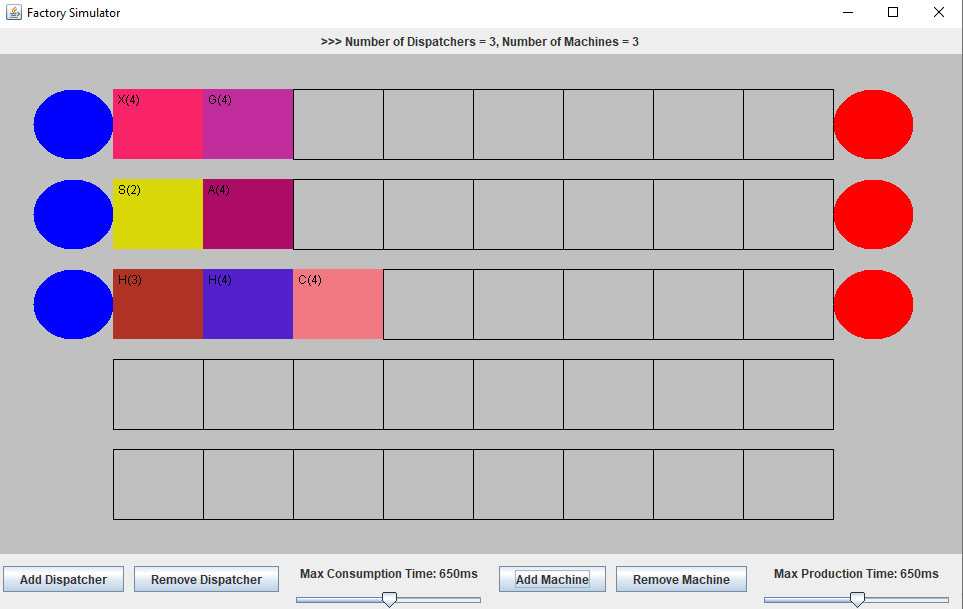 Factory Simulator
>>> Number of Dispatchers = 3, Number of Machines = 3
X(4) G(4)
S(2) A(4)
H(3) H(4) C(4)
Add Dispatcher Remove Dispatcher Max Consumption Time: 650ms Add Machine Remove Machine Max Production Time: 650ms